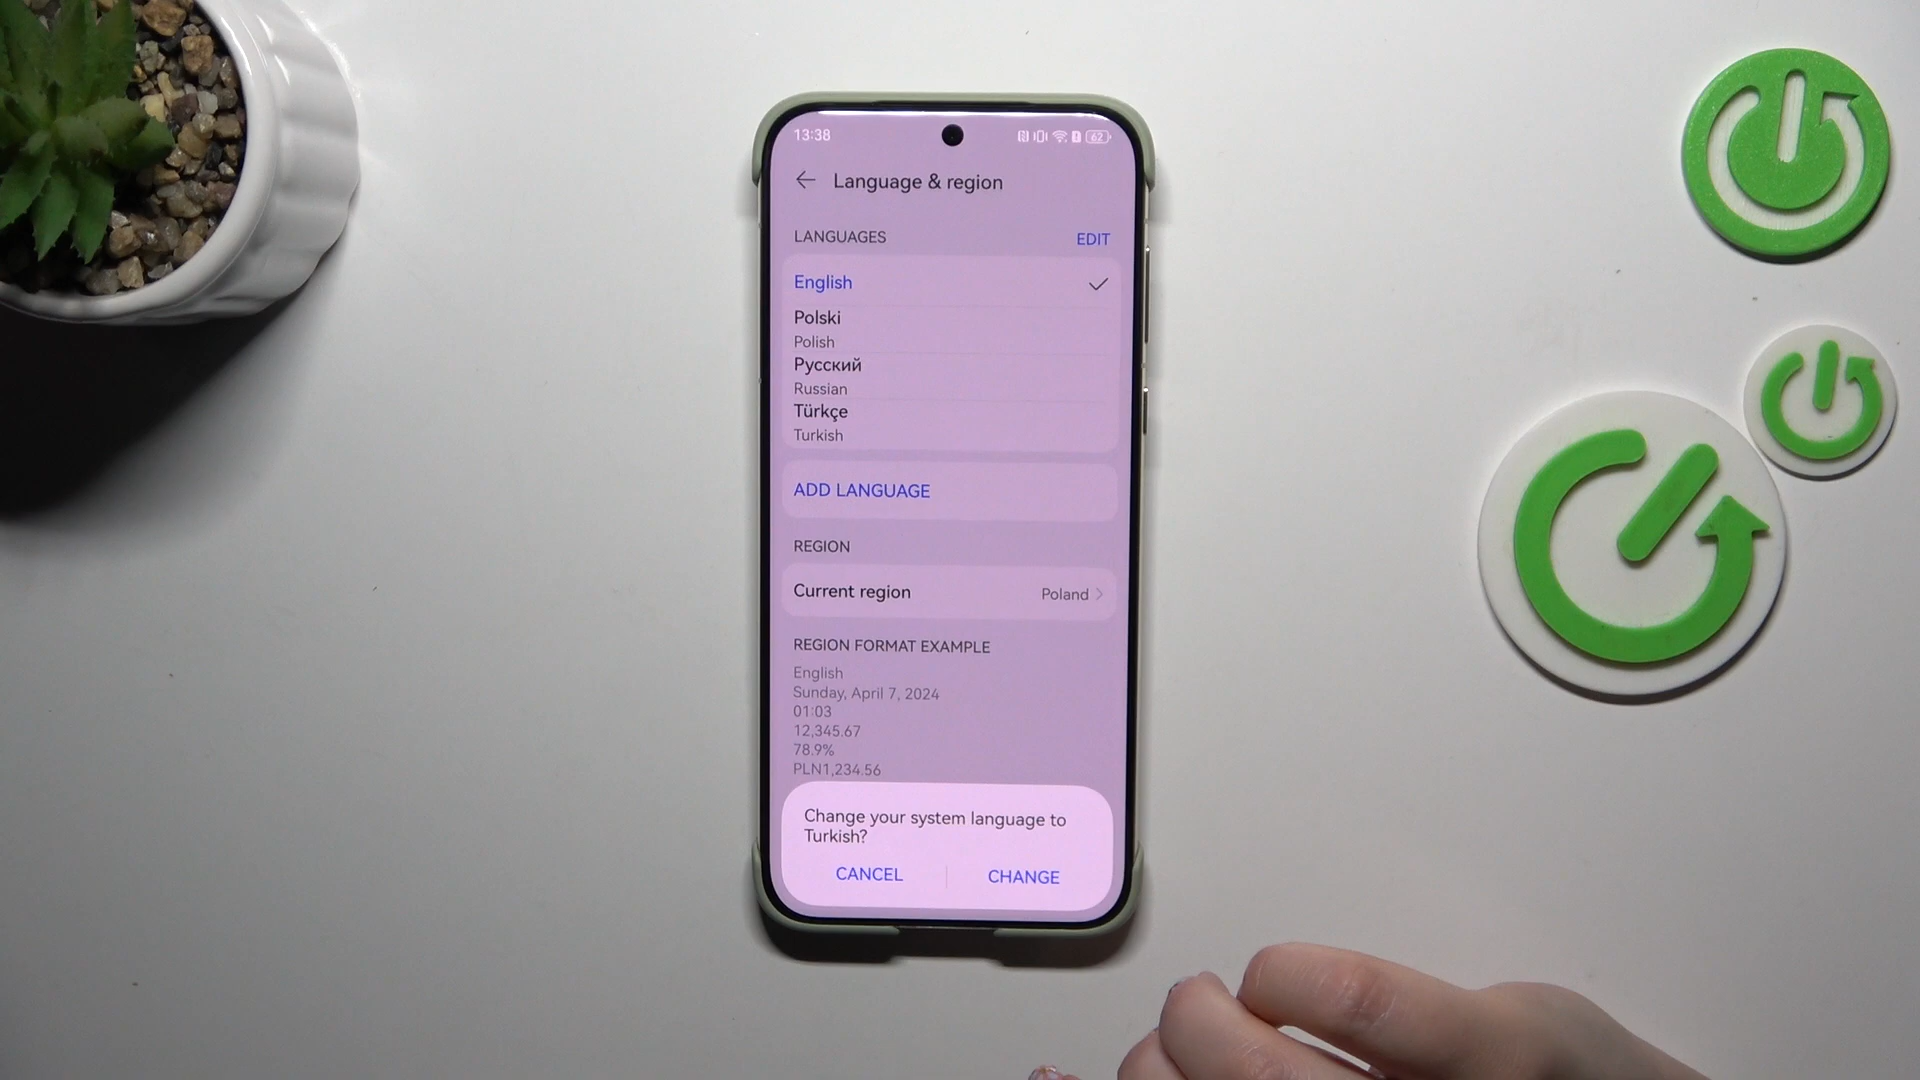 13:38
62
Language & region
LANGUAGES
EDIT
English
Polski
Polish
Русский
Russian
Türkçe
Turkish
ADD LANGUAGE
REGION
Current region
Poland
REGION FORMAT EXAMPLE
English
Sunday, April 7, 2024
01:03
12,345.67
78.9%
PLN1,234.56
Change your system language to
Turkish?
CANCEL
CHANGE